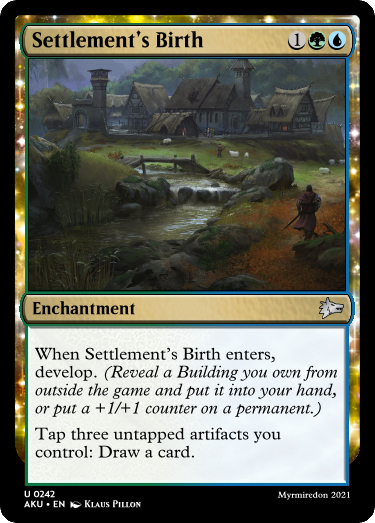 Settlement's Birth 1
Enchantment
When Settlement's Birth enters,
develop. (Reveal a Building you own from
outside the game and put it into your hand,
or put a +1/+1 counter on a permanent.)
Tap three untapped artifacts you
control: Draw a card.
U 0242
AKU • EN Klaus Pillon
Myrmiredon 2021